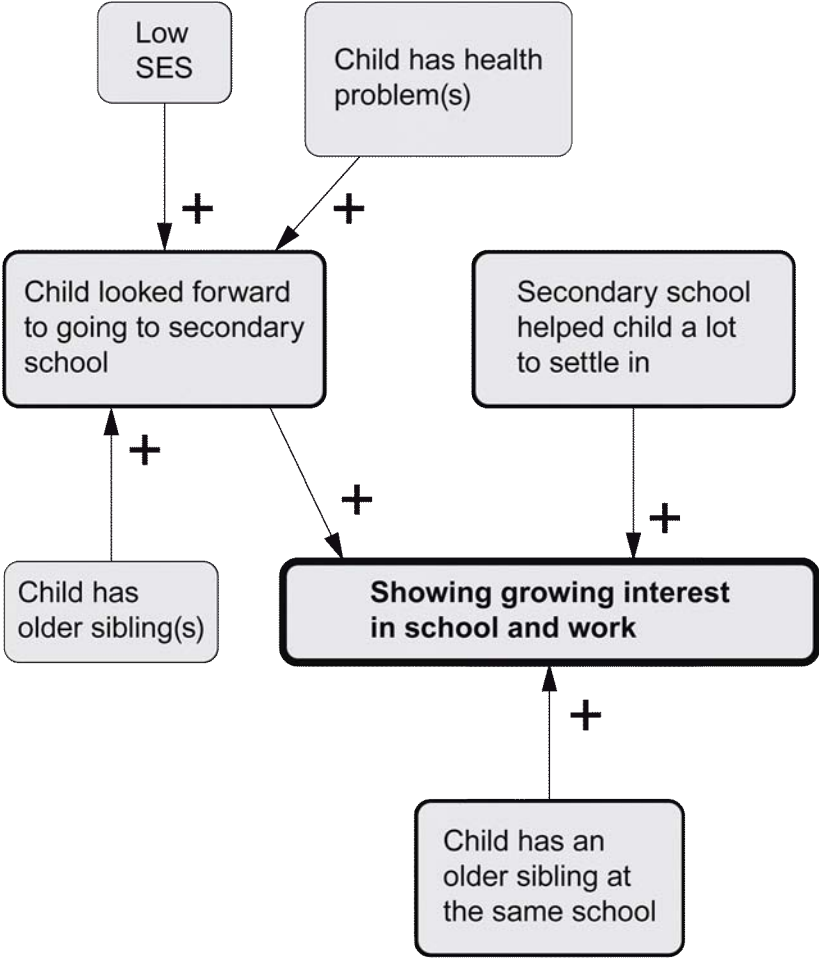 Low
SES
Child has health
problem(s)
+
+
Child looked forward
to going to secondary
school
Secondary school
helped child a lot
to settle in
+
+
+
Child has
older sibling(s)
Showing growing interest
in school and work
+
Child has an
older sibling at
the same school